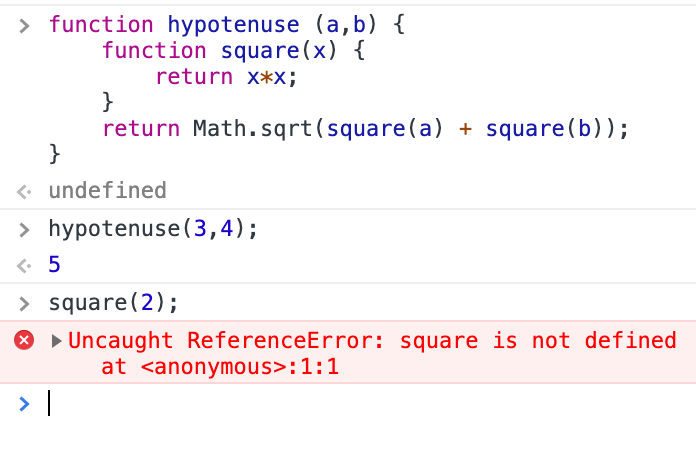 function hypotenuse (a,b) {
    function square(x) {
        return x*x;
    }
    return Math.sqrt(square(a) + square(b));
}
undefined
hypotenuse(3,4);
5
square(2);
Uncaught ReferenceError: square is not defined
    at <anonymous>:1:1